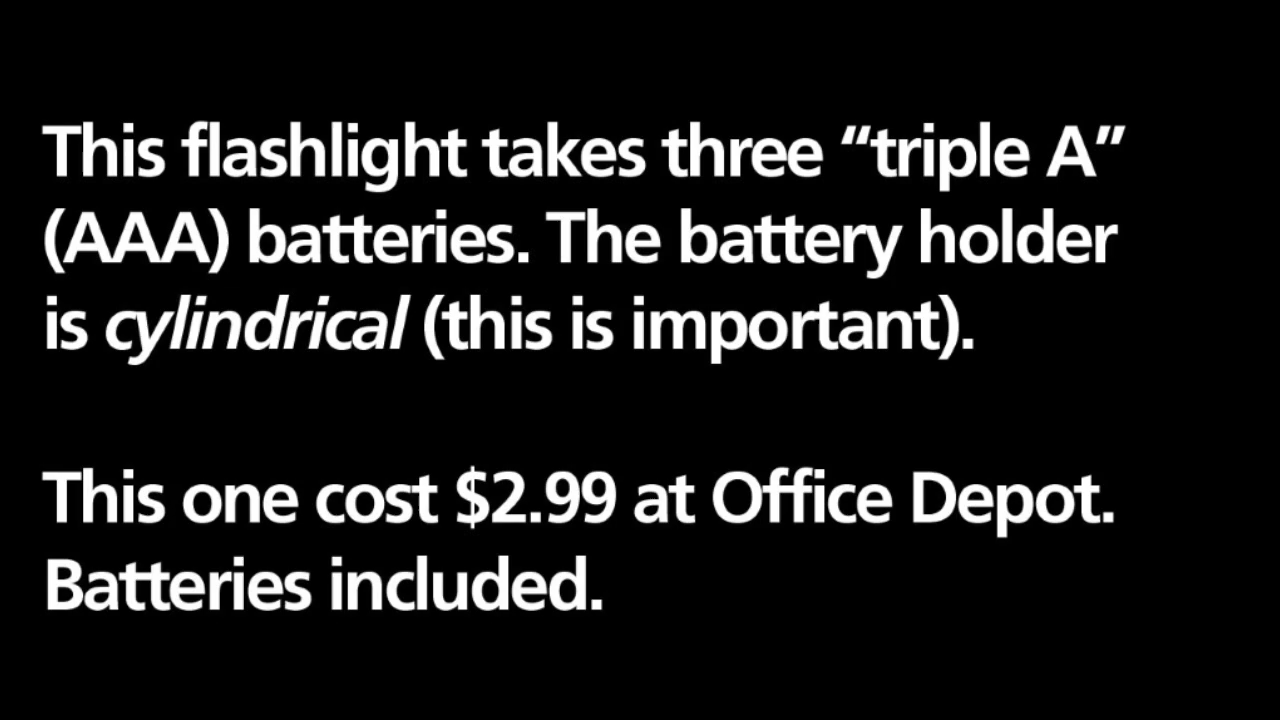 This flashlight takes three “triple A”
(AAA) batteries. The battery holder
is cylindrical (this is important).
This one cost $2.99 at Office Depot.
Batteries included.